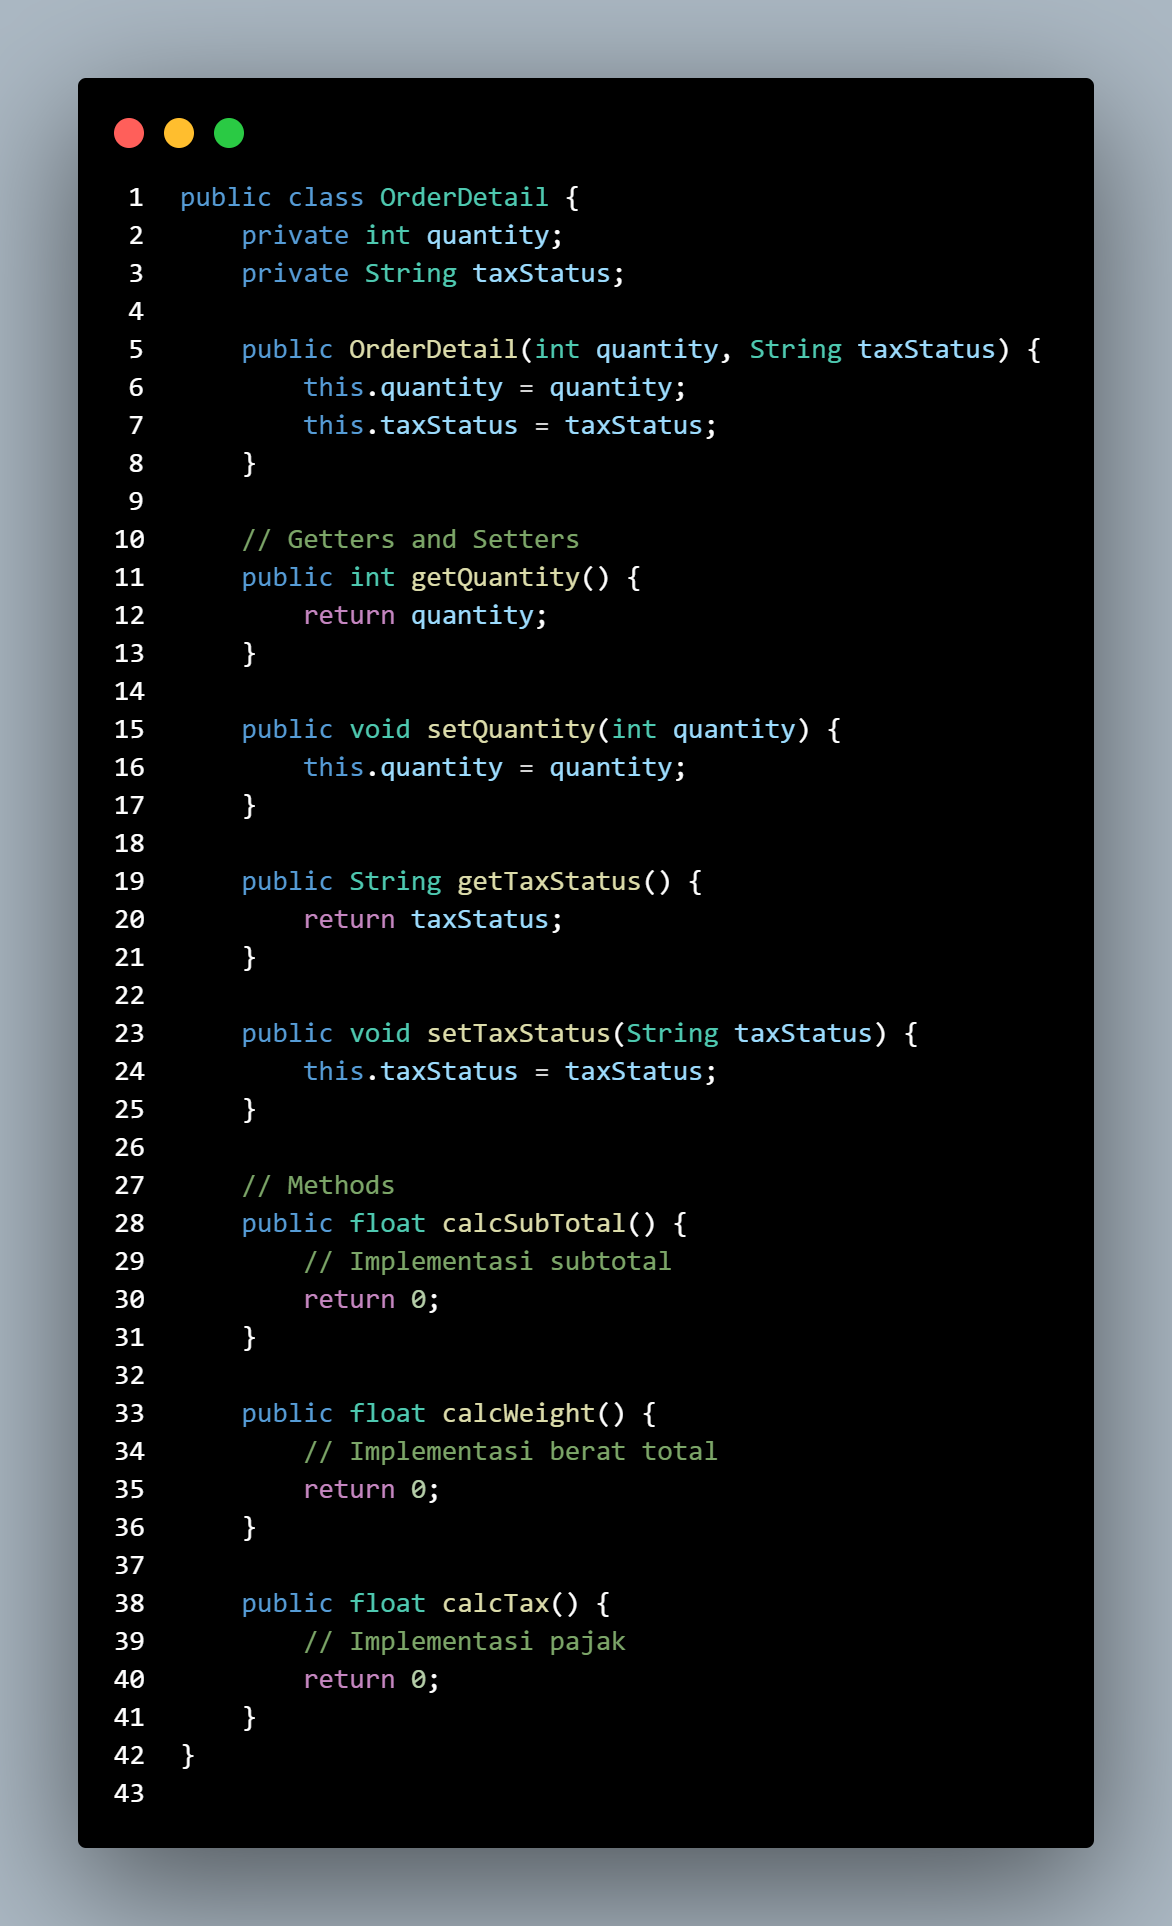 1 public class OrderDetail {
2     private int quantity;
3     private String taxStatus;
4
5     public OrderDetail(int quantity, String taxStatus) {
6         this.quantity = quantity;
7         this.taxStatus = taxStatus;
8     }
9
10     // Getters and Setters
11     public int getQuantity() {
12         return quantity;
13     }
14
15     public void setQuantity(int quantity) {
16         this.quantity = quantity;
17     }
18
19     public String getTaxStatus() {
20         return taxStatus;
21     }
22
23     public void setTaxStatus(String taxStatus) {
24         this.taxStatus = taxStatus;
25     }
26
27     // Methods
28     public float calcSubTotal() {
29         // Implementasi subtotal
30         return 0;
31     }
32
33     public float calcWeight() {
34         // Implementasi berat total
35         return 0;
36     }
37
38     public float calcTax() {
39         // Implementasi pajak
40         return 0;
41     }
42 }
43